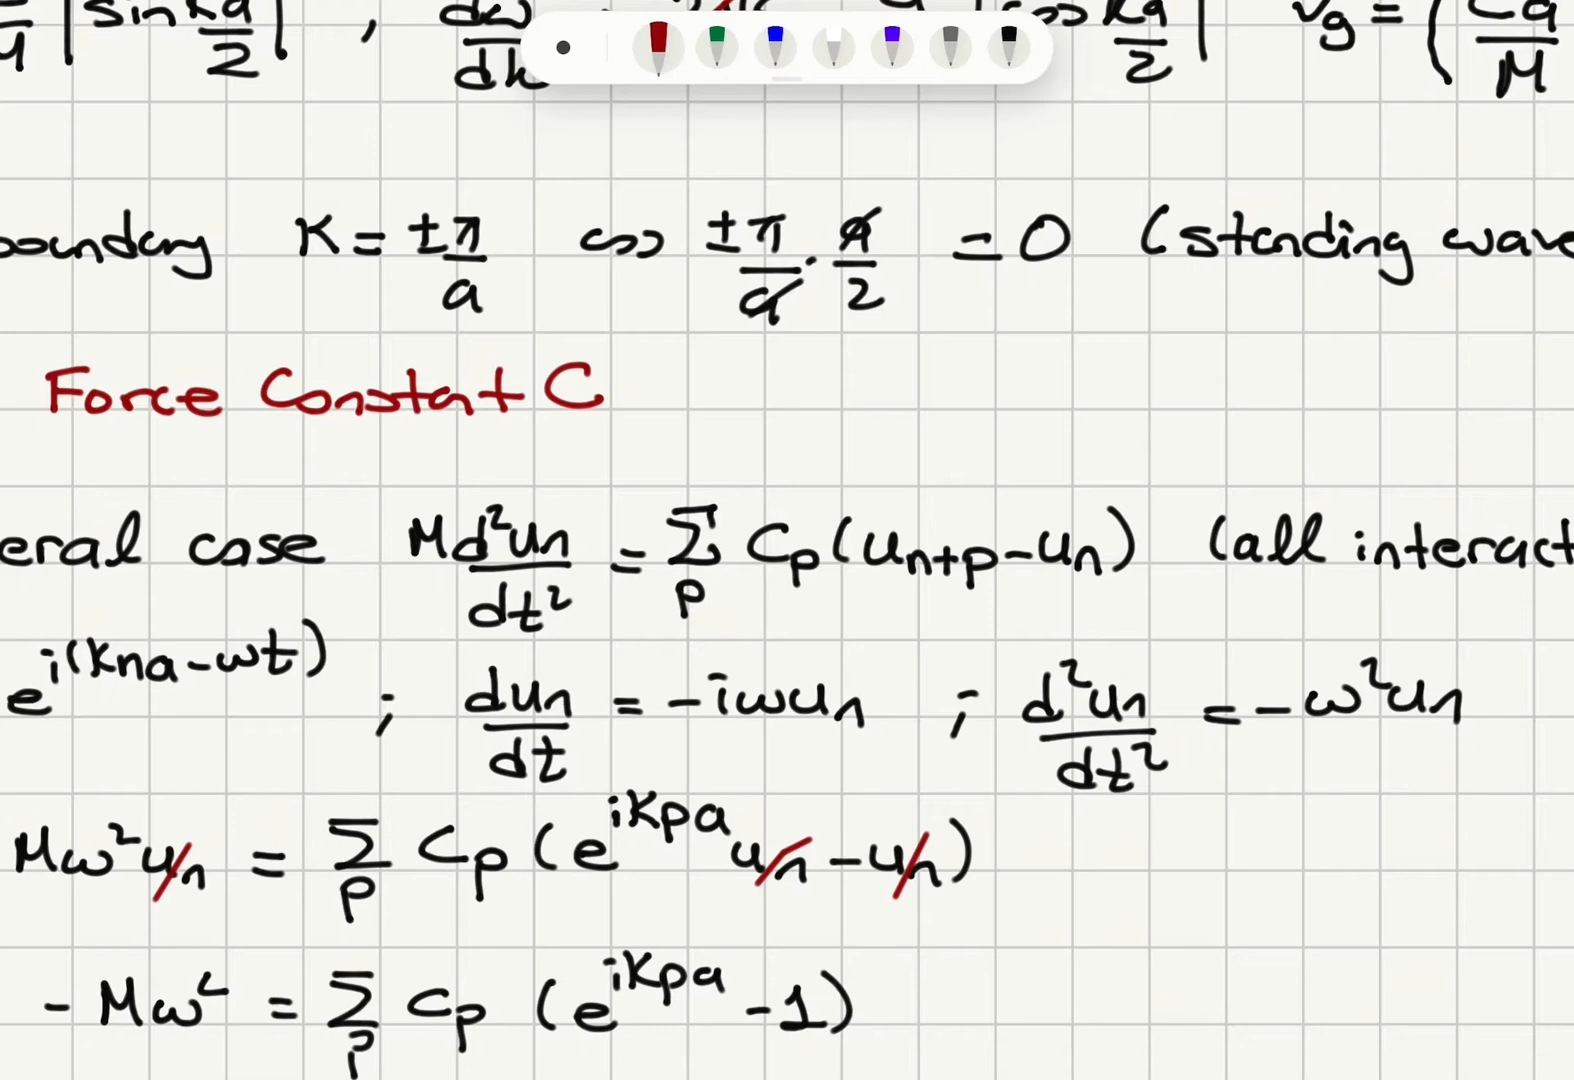 |sin ka/2| , dω/dk cos ka/2| vg = (Ca/M
boundary K = ±π/a ⇔ ±π/a · a/2 = 0 (standing wave
Force Constant C
eral case M d²un/dt² = Σp Cp(un+p - un) (all interact
e^i(kna-ωt) ; dun/dt = -iωun ; d²un/dt² = -ω²un
Mω²un = Σp Cp(e^ikpa un - un)
- Mω² = Σp Cp (e^ikpa - 1)